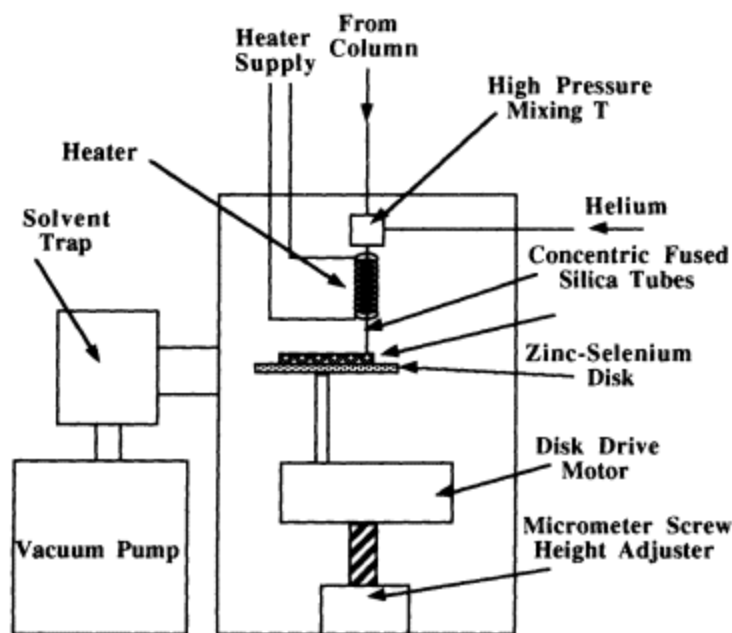 Heater
Supply
From
Column
High Pressure
Mixing T
Heater
Solvent
Trap
Helium
Concentric Fused
Silica Tubes
Zinc-Selenium
Disk
Disk Drive
Motor
Micrometer Screw
Height Adjuster
Vacuum Pump